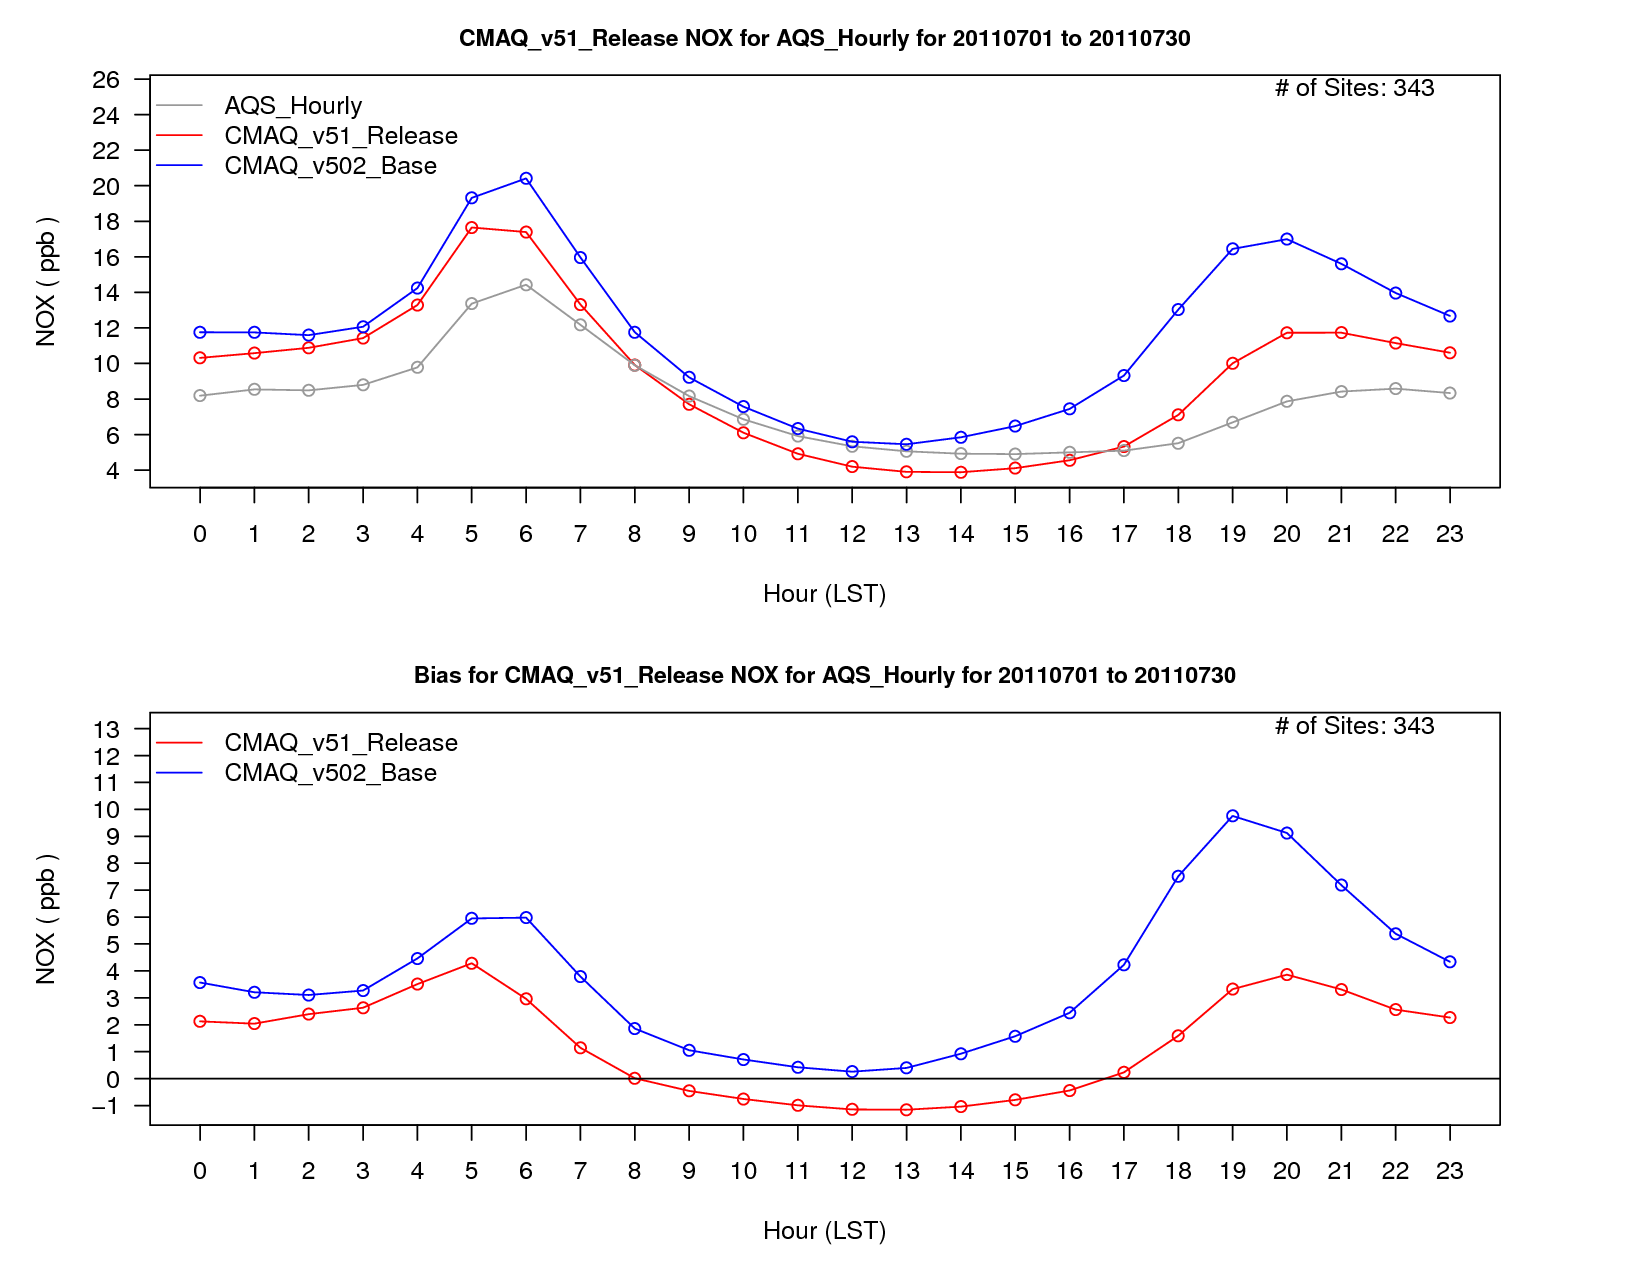 CMAQ_v51_Release NOX for AQS_Hourly for 20110701 to 20110730
# of Sites: 343
AQS_Hourly
CMAQ_v51_Release
CMAQ_v502_Base
26
24
22
20
18
16
14
12
10
8
6
4
NOX ( ppb )
0 1 2 3 4 5 6 7 8 9 10 11 12 13 14 15 16 17 18 19 20 21 22 23
Hour (LST)
Bias for CMAQ_v51_Release NOX for AQS_Hourly for 20110701 to 20110730
# of Sites: 343
CMAQ_v51_Release
CMAQ_v502_Base
13
12
11
10
9
8
7
6
5
4
3
2
1
0
−1
NOX ( ppb )
0 1 2 3 4 5 6 7 8 9 10 11 12 13 14 15 16 17 18 19 20 21 22 23
Hour (LST)